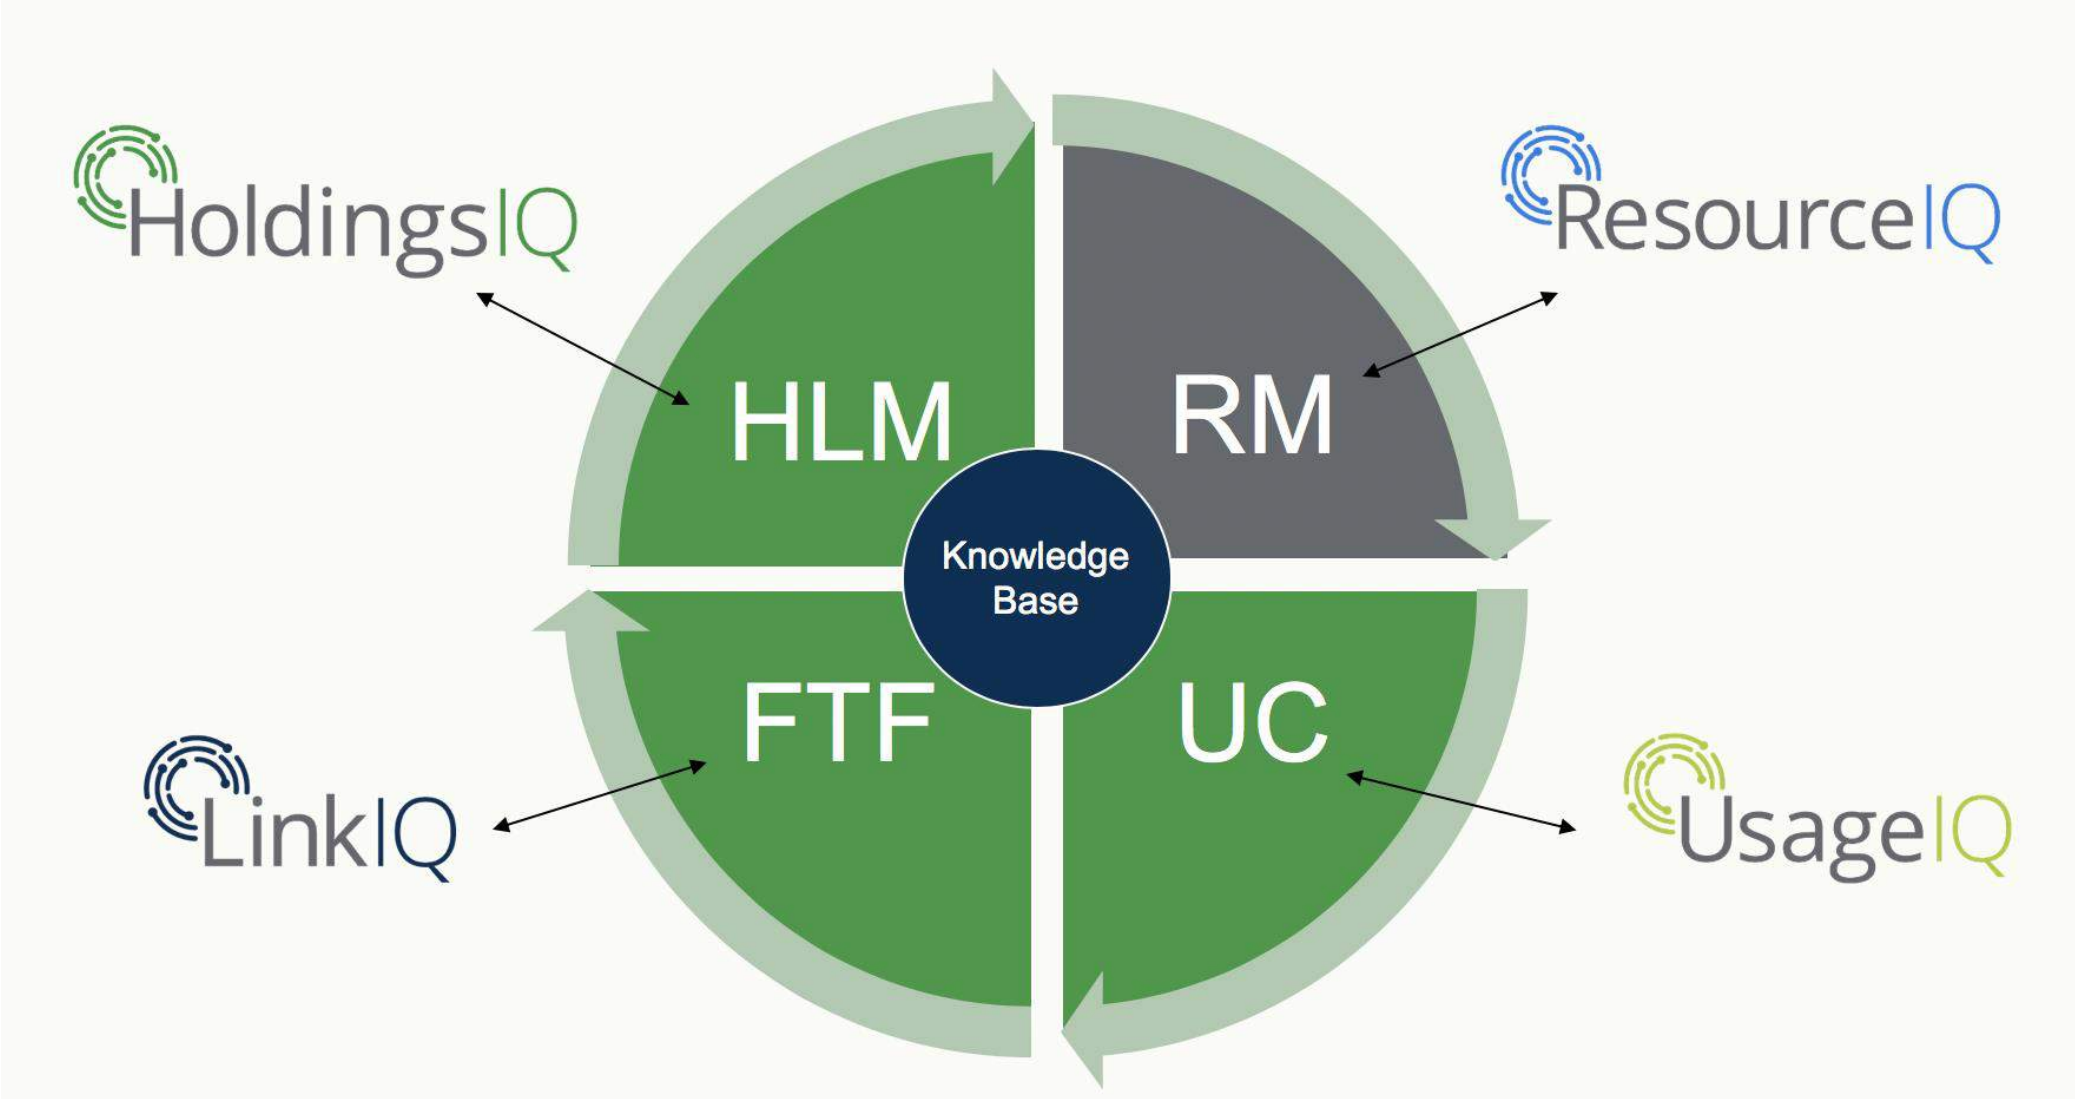 HoldingsIQ
ResourceIQ
HLM
RM
Knowledge
Base
FTF
UC
LinkIQ
UsageIQ